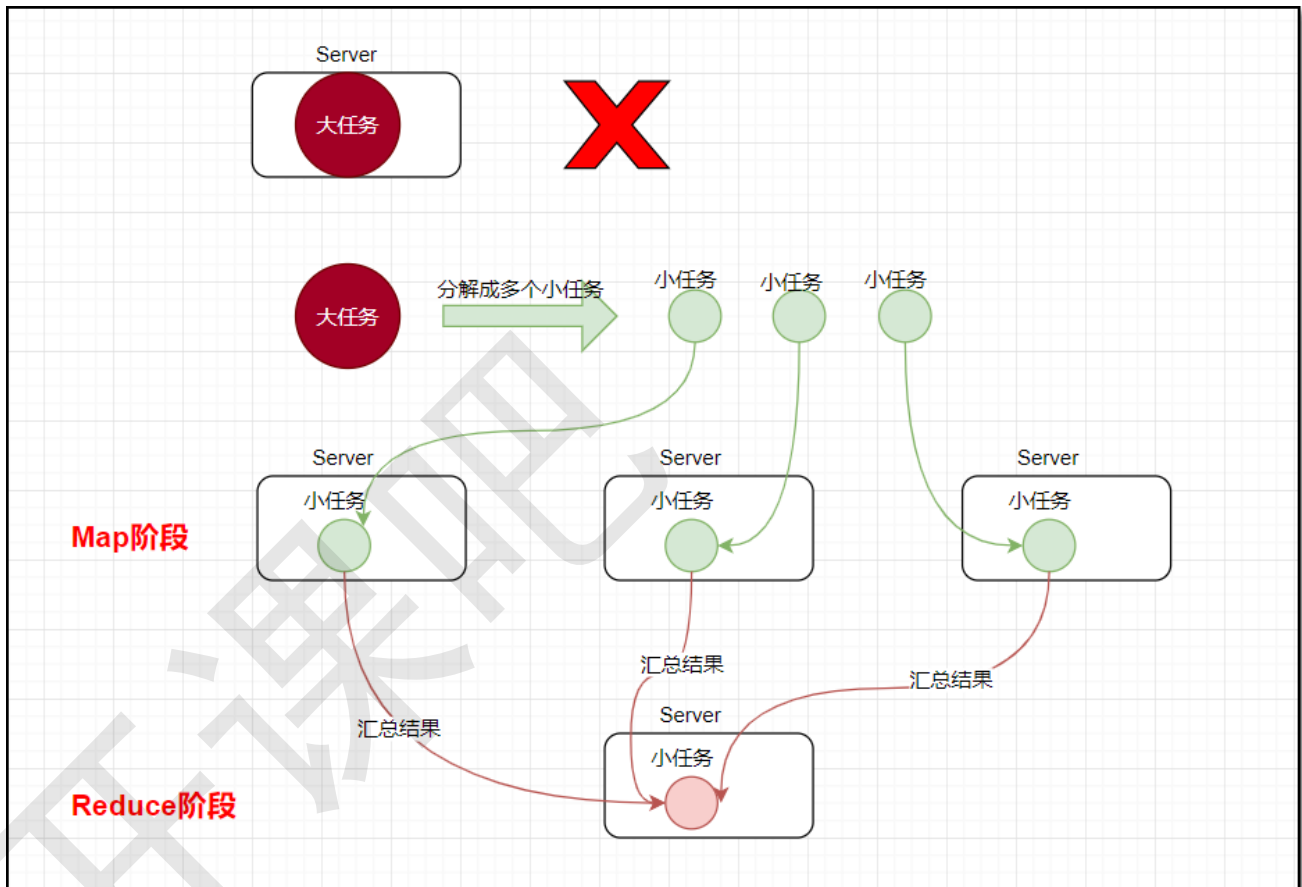 Server
大任务
大任务
分解成多个小任务
小任务
小任务
小任务
Server
Server
Server
小任务
小任务
小任务
Map阶段
汇总结果
汇总结果
汇总结果
Server
小任务
Reduce阶段
开课吧